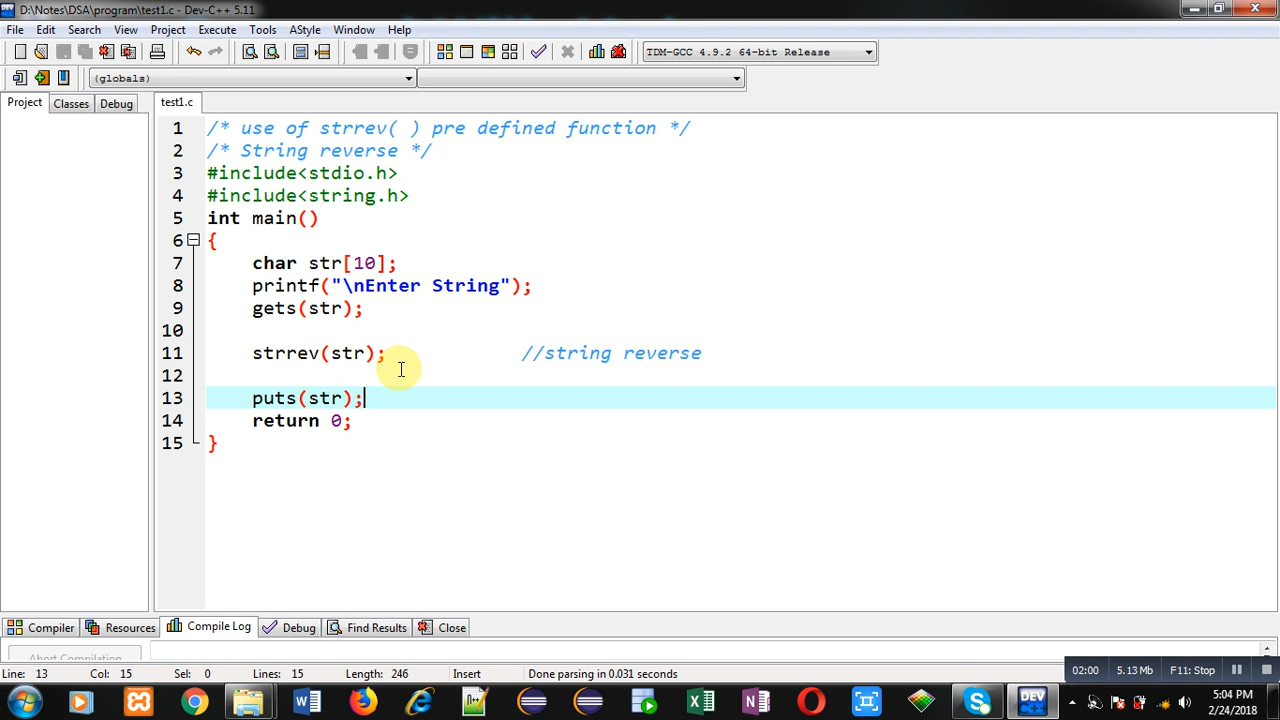 D:\Notes\DSA\program\test1.c - Dev-C++ 5.11
File Edit Search View Project Execute Tools AStyle Window Help
TDM-GCC 4.9.2 64-bit Release
(globals)
Project Classes Debug test1.c
1 /* use of strrev( ) pre defined function */
2 /* String reverse */
3 #include<stdio.h>
4 #include<string.h>
5 int main()
6 {
7 char str[10];
8 printf("\nEnter String");
9 gets(str);
10
11 strrev(str); //string reverse
12
13 puts(str);
14 return 0;
15 }
Compiler Resources Compile Log Debug Find Results Close
Abort Compilation
Line: 13 Col: 15 Sel: 0 Lines: 15 Length: 246 Insert Done parsing in 0.031 seconds
02:00 5.13 Mb F11: Stop
DEV
5:04 PM
2/24/2018